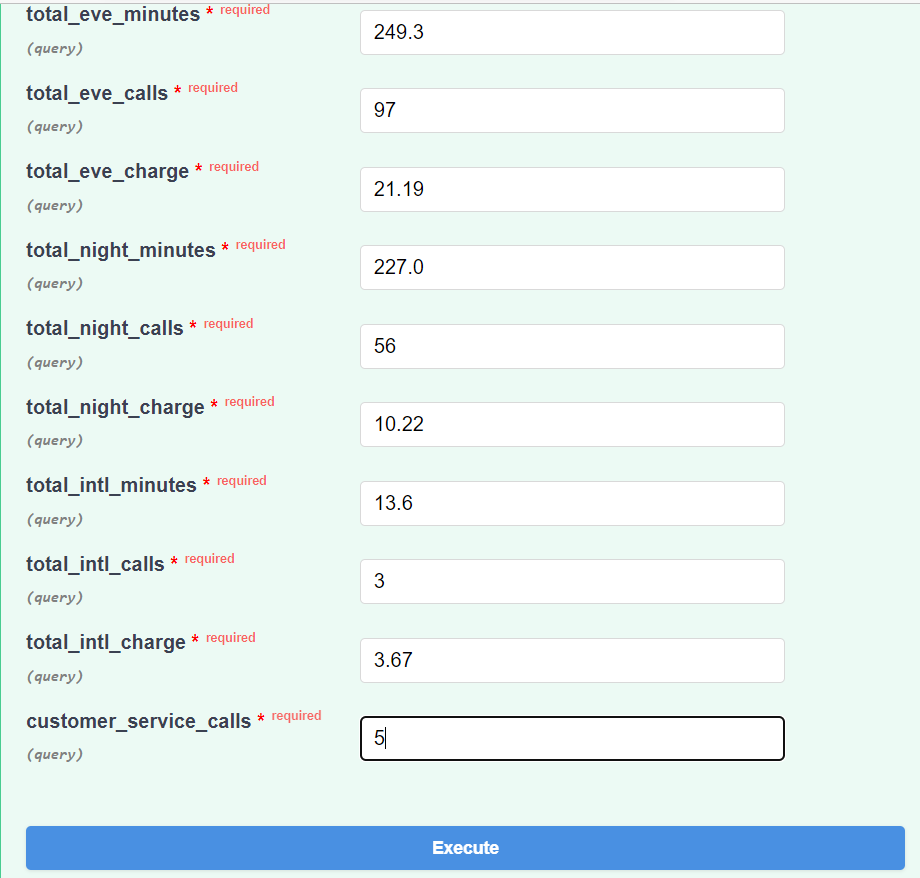 total_eve_minutes * required
249.3
(query)
total_eve_calls * required
97
(query)
total_eve_charge * required
21.19
(query)
total_night_minutes * required
227.0
(query)
total_night_calls * required
56
(query)
total_night_charge * required
10.22
(query)
total_intl_minutes * required
13.6
(query)
total_intl_calls * required
3
(query)
total_intl_charge * required
3.67
(query)
customer_service_calls * required
5
(query)
Execute